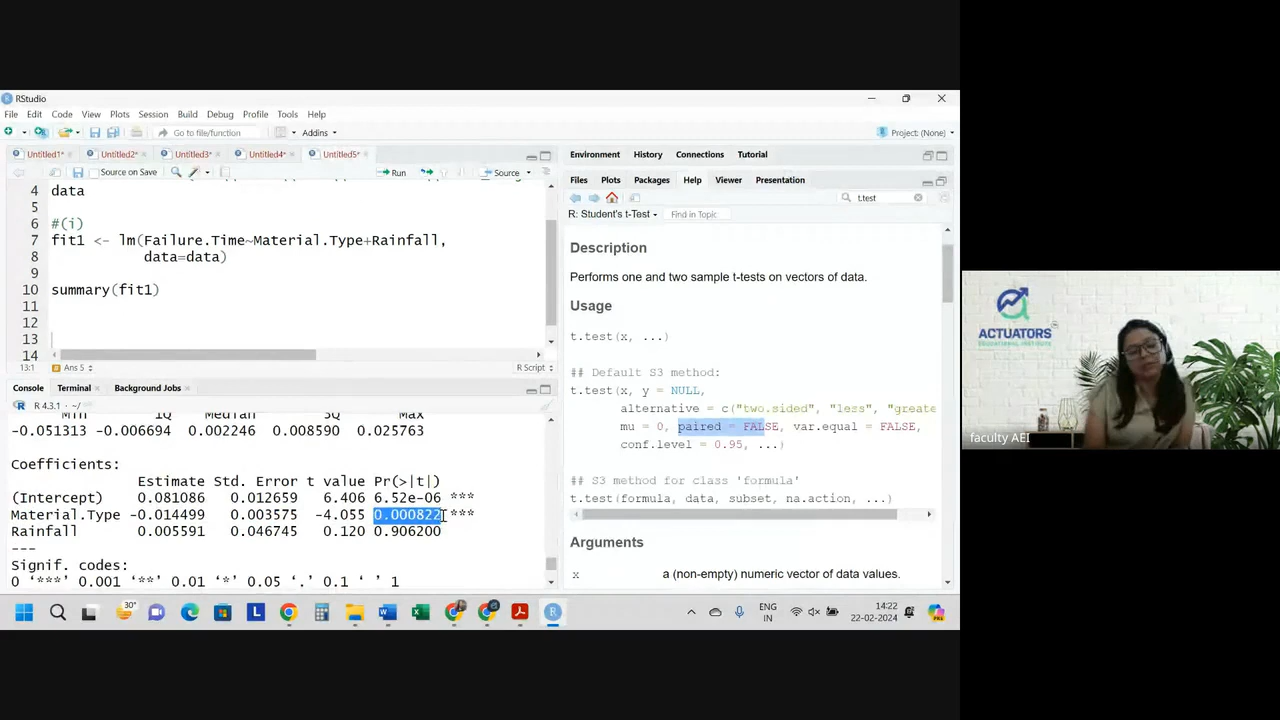 RStudio
File Edit Code View Plots Session Build Debug Profile Tools Help
Go to file/function Addins Project: (None)
Untitled1* Untitled2* Untitled3* Untitled4* Untitled5*
Source on Save Run Source
4 data
5
6 #(i)
7 fit1 <- lm(Failure.Time~Material.Type+Rainfall,
8 data=data)
9
10 summary(fit1)
11
12
13
14
13:1 Ans 5 R Script
Console Terminal Background Jobs
R 4.3.1 · ~/
Min 1Q Median 3Q Max
-0.051313 -0.006694 0.002246 0.008590 0.025763
Coefficients:
Estimate Std. Error t value Pr(>|t|)
(Intercept) 0.081086 0.012659 6.406 6.52e-06 ***
Material.Type -0.014499 0.003575 -4.055 0.000822 ***
Rainfall 0.005591 0.046745 0.120 0.906200
---
Signif. codes:
0 ‘***’ 0.001 ‘**’ 0.01 ‘*’ 0.05 ‘.’ 0.1 ‘ ’ 1
Environment History Connections Tutorial
Files Plots Packages Help Viewer Presentation
t.test
R: Student's t-Test Find in Topic
Description
Performs one and two sample t-tests on vectors of data.
Usage
t.test(x, ...)
## Default S3 method:
t.test(x, y = NULL,
alternative = c("two.sided", "less", "greate
mu = 0, paired = FALSE, var.equal = FALSE,
conf.level = 0.95, ...)
## S3 method for class 'formula'
t.test(formula, data, subset, na.action, ...)
Arguments
x a (non-empty) numeric vector of data values.
30°
ENG
IN
14:22
22-02-2024
ACTUATORS
EDUCATIONAL INSTITUTE
faculty AEI